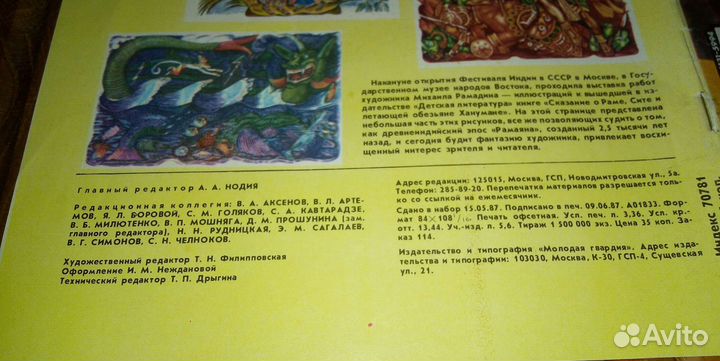 Накануне открытия Фестиваля Индии в СССР в Москве, в Госу-
дарственном музее народов Востока, проходила выставка работ
художника Михаила Рамадина — иллюстраций к вышедшей в из-
дательстве «Детская литература» книге «Сказание о Раме, Сите и
летающей обезьяне Ханумане». На этой странице представлена
небольшая часть этих рисунков, все же позволяющих судить о том,
как древнеиндийский эпос «Рамаяна», созданный 2,5 тысячи лет
назад, и сегодня будит фантазию художника, привлекает восхи-
щенный интерес зрителя и читателя.
Главный редактор А. А. НОДИЯ
Редакционная коллегия: В. А. АКСЕНОВ, В. Л. АРТЕ-
МОВ, Я. Л. БОРОВОЙ, С. М. ГОЛЯКОВ, С. А. КАВТАРАДЗЕ,
В. Б. МИЛЮТЕНКО, В. П. МОШНЯГА, Д. М. ПРОШУНИНА (зам.
главного редактора), Н. Н. РУДНИЦКАЯ, Э. М. САГАЛАЕВ,
В. Г. СИМОНОВ, С. Н. ЧЕЛНОКОВ.
Художественный редактор Т. Н. Филипповская
Оформление И. М. Неждановой
Технический редактор Т. П. Дрыгина
Адрес редакции: 125015, Москва, ГСП, Новодмитровская ул., 5а.
Телефон: 285-89-20. Перепечатка материалов разрешается толь-
ко со ссылкой на ежемесячник.
Сдано в набор 15.05.87. Подписано в печ. 09.06.87. А01833. Фор-
мат 84×108¹/₁₆. Печать офсетная. Усл. печ. л. 3,36. Усл. кр.-
отт. 13,44. Уч.-изд. л. 5,6. Тираж 1 500 000 экз. Цена 35 коп. За-
каз 114.
Издательство и типография «Молодая гвардия». Адрес изда-
тельства и типографии: 103030, Москва, К-30, ГСП-4, Сущевская
ул., 21.
Индекс 70781
Avito